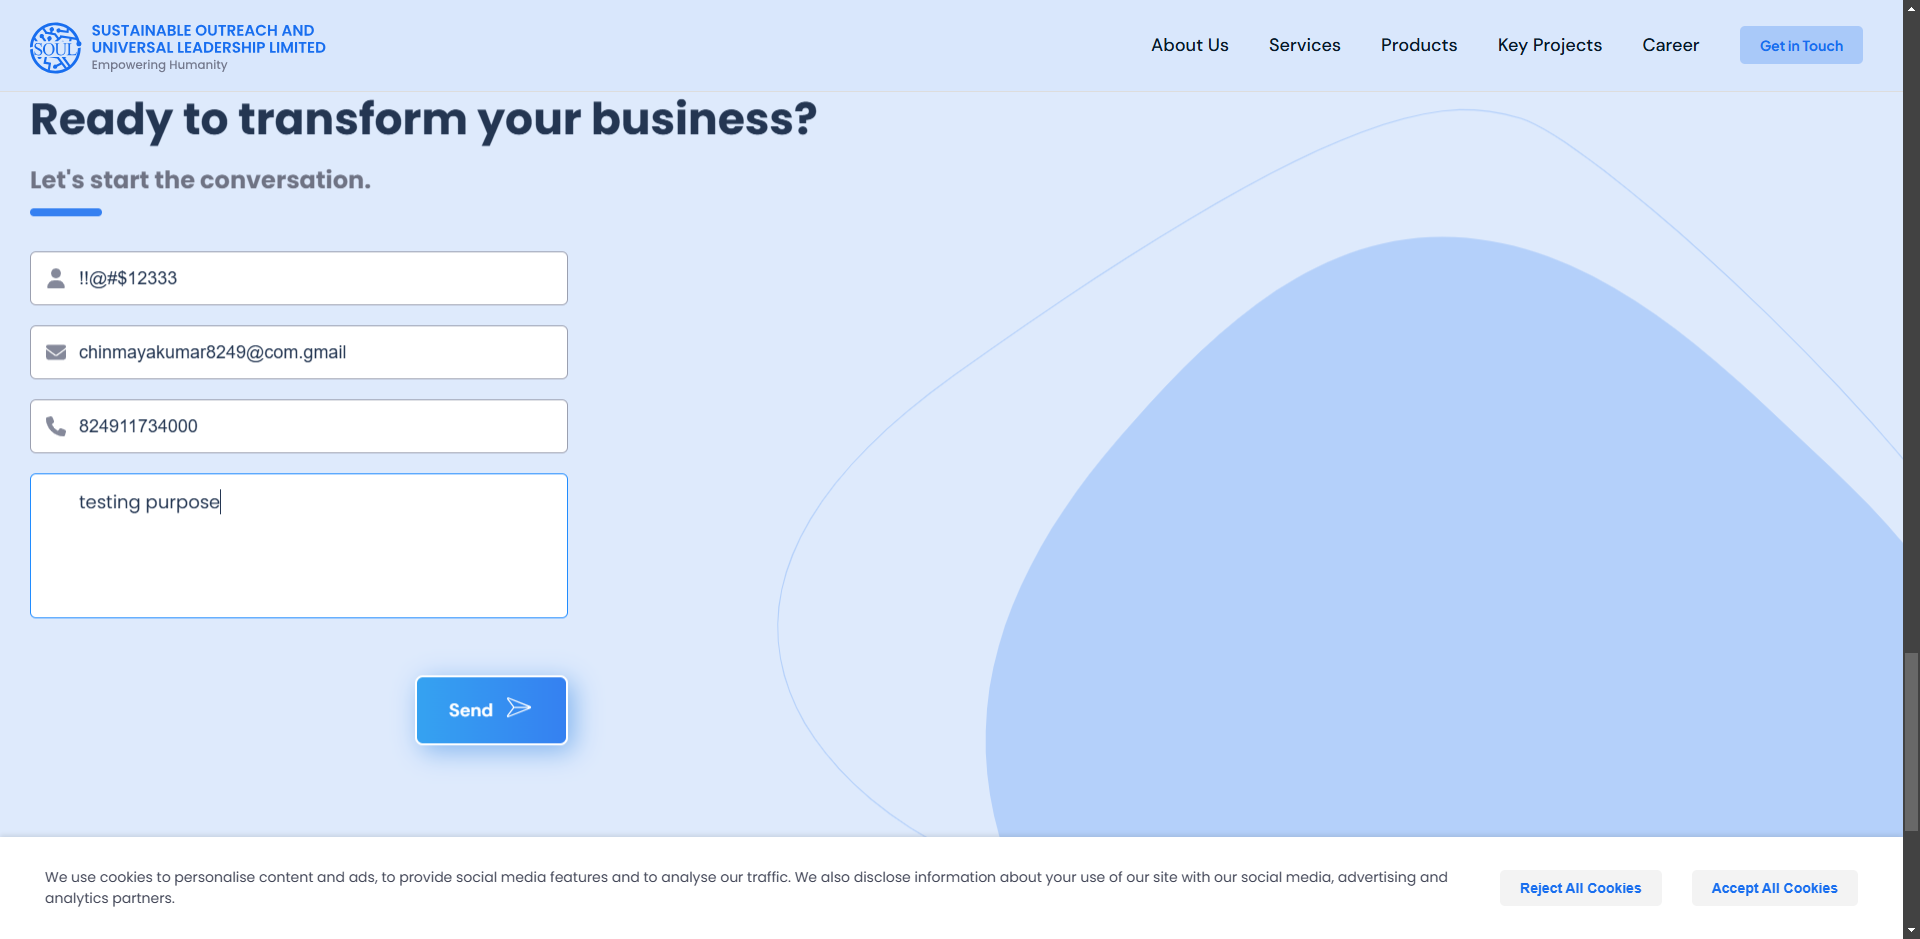 SOUL
SUSTAINABLE OUTREACH AND
UNIVERSAL LEADERSHIP LIMITED
Empowering Humanity
About Us
Services
Products
Key Projects
Career
Get in Touch
Ready to transform your business?
Let's start the conversation.
!!@#$12333
chinmayakumar8249@com.gmail
824911734000
testing purpose
Send
We use cookies to personalise content and ads, to provide social media features and to analyse our traffic. We also disclose information about your use of our site with our social media, advertising and
analytics partners.
Reject All Cookies
Accept All Cookies